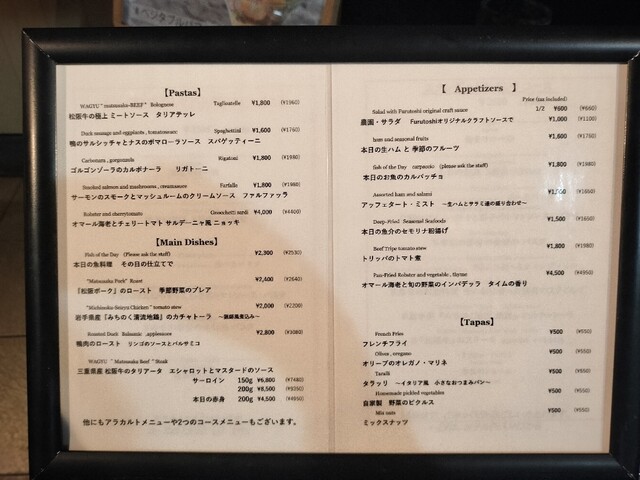 【Pastas】
WAGYU "matsusaka-BEEF" Bolognese Tagliatelle ¥1,800 (¥1980)
松阪牛の極上 ミートソース タリアテッレ
Duck sausage and eggplants , tomatosauce Spaghettini ¥1,600 (¥1760)
鴨のサルシッチャとナスのポマローラソース スパゲッティーニ
Carbonara , gorgonzola Rigatoni ¥1,800 (¥1980)
ゴルゴンゾーラのカルボナーラ リガトーニ
Smoked salmon and mushrooms , creamsauce Farfalla ¥1,800 (¥1980)
サーモンのスモークとマッシュルームのクリームソース ファルファッラ
Robster and cherrytomato Gnocchetti sardi ¥4,000 (¥4400)
オマール海老とチェリートマト サルデーニャ風 ニョッキ
【Main Dishes】
Fish of the Day (Please ask the staff) ¥2,300 (¥2530)
本日の魚料理 その日の仕立てで
"Matsusaka Pork" Roast ¥2,400 (¥2640)
『松阪ポーク』のロースト 季節野菜のブレア
"Michinoku-Seiryu Chicken" tomato stew ¥2,000 (¥2200)
岩手県産『みちのく清流地鶏』のカチャトーラ ～猟師風煮込み～
Roasted Duck Balsamic ,applesauce ¥2,800 (¥3080)
鴨肉のロースト リンゴのソースとバルサミコ
WAGYU "Matsusaka Beef" Steak
三重県産 松阪牛のタリアータ エシャロットとマスタードのソース
サーロイン 150g ¥6,800 (¥7480)
200g ¥8,500 (¥9350)
本日の赤身 200g ¥4,500 (¥4950)
他にもアラカルトメニューや2つのコースメニューもございます。
【 Appetizers 】
Price (tax included)
Salad with Furutoshi original craft sauce 1/2 ¥600 (¥660)
農園・サラダ Furutoshiオリジナルクラフトソースで ¥1,000 (¥1100)
ham and seasonal fruits ¥1,600 (¥1760)
本日の生ハム と 季節のフルーツ
fish of the Day carpaccio (please ask the staff) ¥1,800 (¥1980)
本日のお魚のカルパッチョ
Assorted ham and salami (¥1650)
アッフェタート・ミスト ～生ハムとサラミ達の盛り合わせ～
Deep-Fried Seasonal Seafoods ¥1,500 (¥1650)
本日の魚介のセモリナ粉揚げ
Beef Tripe tomato stew ¥1,800 (¥1980)
トリッパのトマト煮
Pan-Fried Robster and vegetable , thyme ¥4,500 (¥4950)
オマール海老と旬の野菜のインパデッラ タイムの香り
【Tapas】
French Fries ¥500 (¥550)
フレンチフライ
Olives , oregano ¥500 (¥550)
オリーブのオレガノ・マリネ
Taralli ¥500 (¥550)
タラッリ ～イタリア風 小さなおつまみパン～
Homemade pickled vegetables ¥500 (¥550)
自家製 野菜のピクルス
Mix nuts ¥500 (¥550)
ミックスナッツ